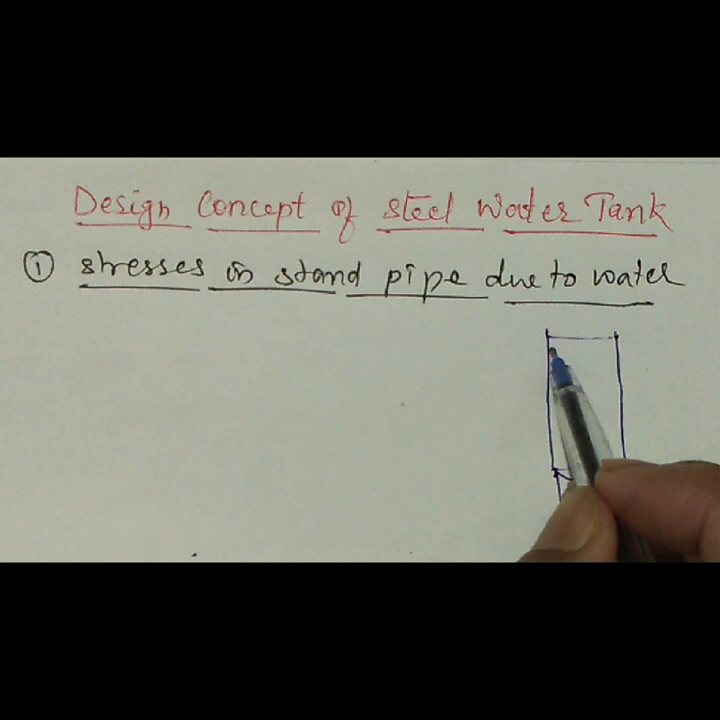 Design Concept of Steel Water Tank
① stresses in stand pipe due to water